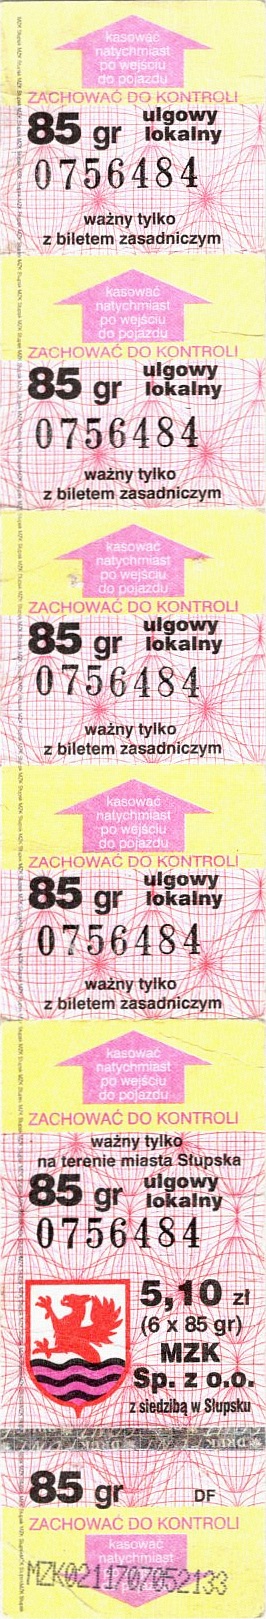 kasować
natychmiast
po wejściu
do pojazdu
ZACHOWAĆ DO KONTROLI
85 gr ulgowy
lokalny
0756484
ważny tylko
z biletem zasadniczym
kasować
natychmiast
po wejściu
do pojazdu
ZACHOWAĆ DO KONTROLI
85 gr ulgowy
lokalny
0756484
ważny tylko
z biletem zasadniczym
kasować
natychmiast
po wejściu
do pojazdu
ZACHOWAĆ DO KONTROLI
85 gr ulgowy
lokalny
0756484
ważny tylko
z biletem zasadniczym
kasować
natychmiast
po wejściu
do pojazdu
ZACHOWAĆ DO KONTROLI
85 gr ulgowy
lokalny
0756484
ważny tylko
z biletem zasadniczym
kasować
natychmiast
po wejściu
do pojazdu
ZACHOWAĆ DO KONTROLI
ważny tylko
na terenie miasta Słupska
85 gr ulgowy
lokalny
0756484
5,10 zł
(6 x 85 gr)
MZK
Sp. z o.o.
z siedzibą w Słupsku
85 gr DF
ZACHOWAĆ DO KONTROLI
kasować
natychmiast
MZK0211707052133